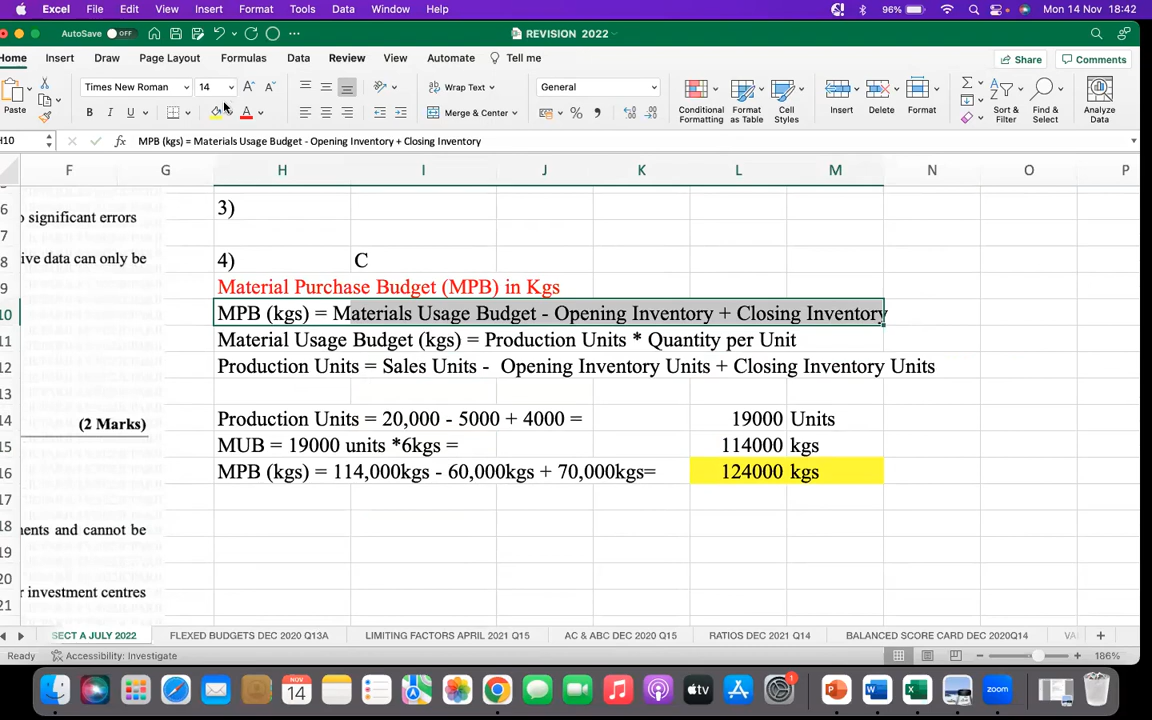 Excel File Edit View Insert Format Tools Data Window Help 96% Mon 14 Nov 18:42
AutoSave OFF REVISION 2022
Home Insert Draw Page Layout Formulas Data Review View Automate Tell me Share Comments
Paste Times New Roman 14 Wrap Text General Conditional Formatting Format as Table Cell Styles Insert Delete Format Sort & Filter Find & Select Analyze Data
B I U A Merge & Center % 
H10 fx MPB (kgs) = Materials Usage Budget - Opening Inventory + Closing Inventory
F G H I J K L M N O P
6 o significant errors 3)
7
8 ive data can only be 4) C
9 Material Purchase Budget (MPB) in Kgs
10 MPB (kgs) = Materials Usage Budget - Opening Inventory + Closing Inventory
11 Material Usage Budget (kgs) = Production Units * Quantity per Unit
12 Production Units = Sales Units - Opening Inventory Units + Closing Inventory Units
13
14 (2 Marks) Production Units = 20,000 - 5000 + 4000 = 19000 Units
15 MUB = 19000 units *6kgs = 114000 kgs
16 MPB (kgs) = 114,000kgs - 60,000kgs + 70,000kgs= 124000 kgs
17
18 ents and cannot be
19
20
21 r investment centres
SECT A JULY 2022 FLEXED BUDGETS DEC 2020 Q13A LIMITING FACTORS APRIL 2021 Q15 AC & ABC DEC 2020 Q15 RATIOS DEC 2021 Q14 BALANCED SCORE CARD DEC 2020Q14 VA
Ready Accessibility: Investigate 186%
NOV 14 tv 1 P W X zoom